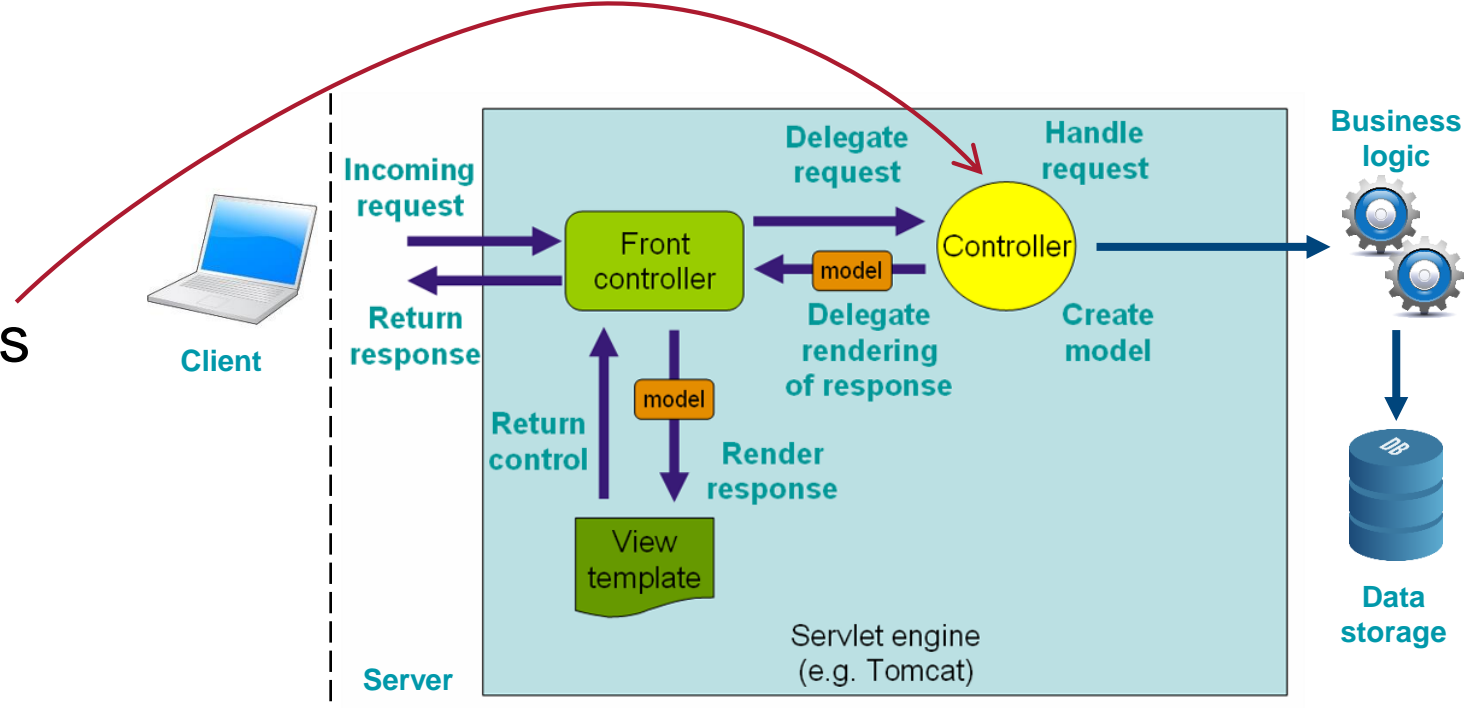 s
Client
Server
Incoming
request
Return
response
Front
controller
Delegate
request
Handle
request
Controller
model
Delegate
rendering
of response
Create
model
model
Return
control
Render
response
View
template
Servlet engine
(e.g. Tomcat)
Business
logic
DB
Data
storage